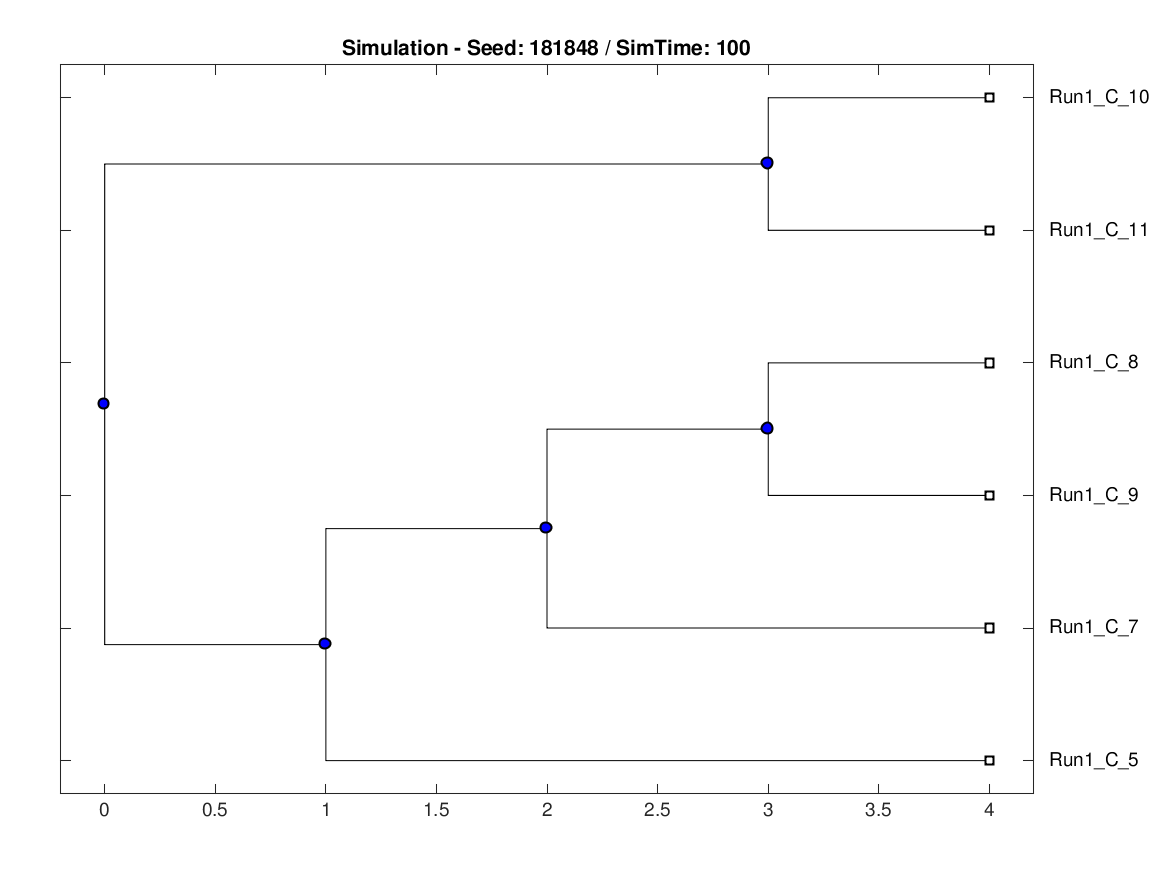 Simulation - Seed: 181848 / SimTime: 100
Run1_C_10
Run1_C_11
Run1_C_8
Run1_C_9
Run1_C_7
Run1_C_5
0 0.5 1 1.5 2 2.5 3 3.5 4